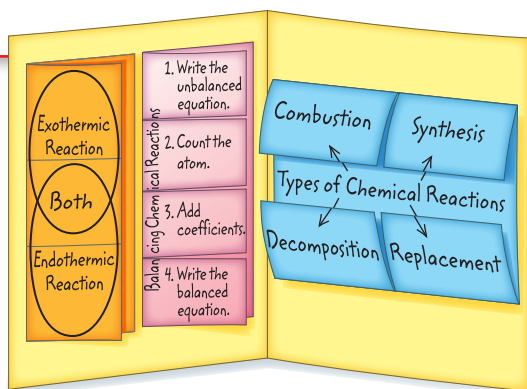 Exothermic
Reaction
Both
Endothermic
Reaction
Balancing Chemical Reactions
1. Write the
unbalanced
equation.
2. Count the
atom.
3. Add
coefficients.
4. Write the
balanced
equation.
Combustion
Synthesis
Types of Chemical Reactions
Decomposition
Replacement